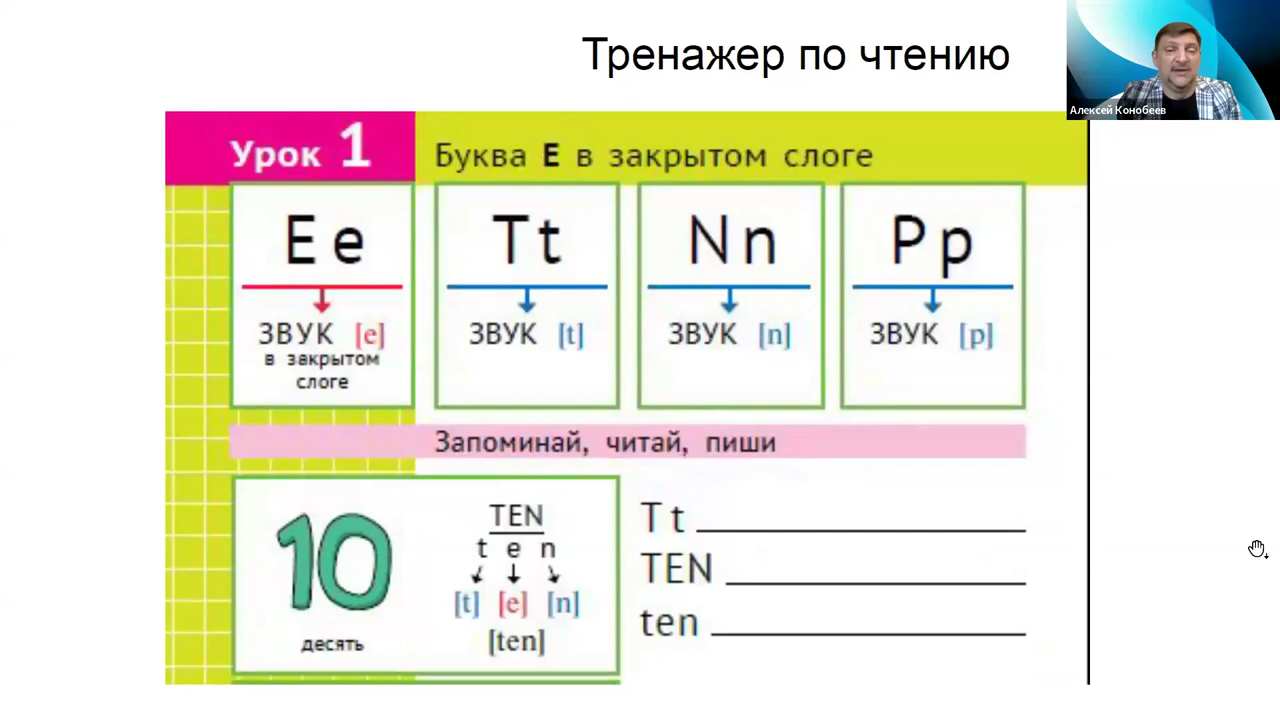 Тренажер по чтению
Алексей Конобеев
Урок 1
Буква Е в закрытом слоге
E e
T t
N n
P p
ЗВУК [e]
в закрытом
слоге
ЗВУК [t]
ЗВУК [n]
ЗВУК [p]
Запоминай, читай, пиши
10
десять
TEN
t e n
[t] [e] [n]
[ten]
T t
TEN
ten